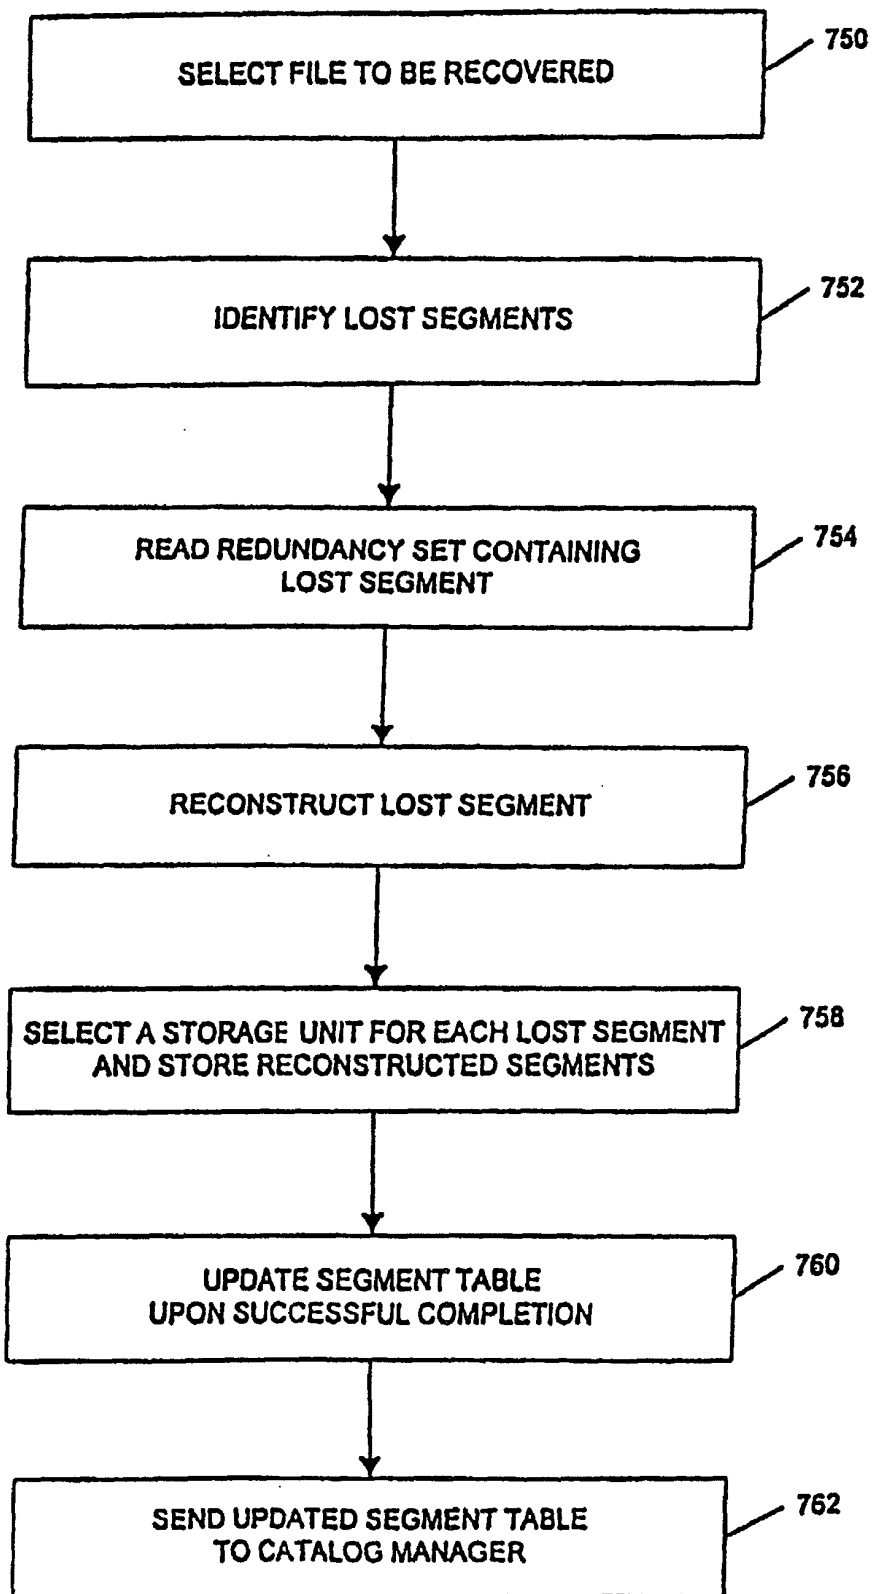 750
SELECT FILE TO BE RECOVERED
752
IDENTIFY LOST SEGMENTS
754
READ REDUNDANCY SET CONTAINING
LOST SEGMENT
756
RECONSTRUCT LOST SEGMENT
758
SELECT A STORAGE UNIT FOR EACH LOST SEGMENT
AND STORE RECONSTRUCTED SEGMENTS
760
UPDATE SEGMENT TABLE
UPON SUCCESSFUL COMPLETION
762
SEND UPDATED SEGMENT TABLE
TO CATALOG MANAGER